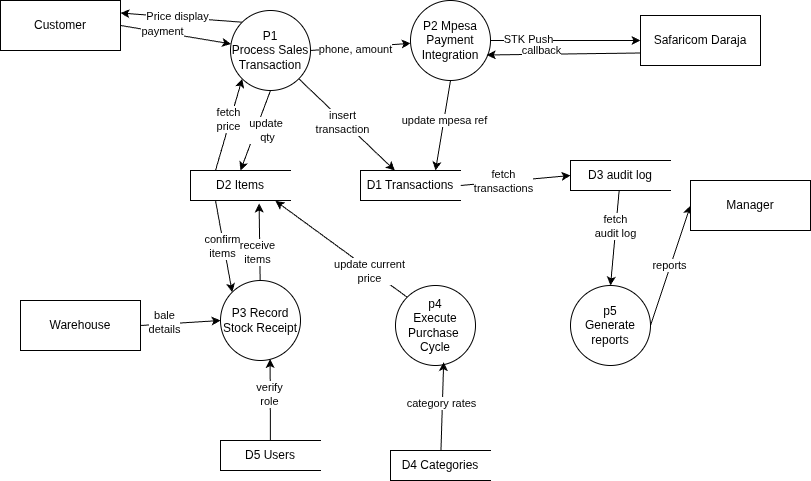 Customer
Price display
payment
P1
Process Sales
Transaction
phone, amount
P2 Mpesa
Payment
Integration
STK Push
callback
Safaricom Daraja
fetch
price
update
qty
insert
transaction
update mpesa ref
D2 Items
D1 Transactions
fetch
transactions
D3 audit log
Manager
confirm
items
receive
items
update current
price
fetch
audit log
reports
Warehouse
bale
details
P3 Record
Stock Receipt
p4
Execute
Purchase
Cycle
p5
Generate
reports
verify
role
category rates
D5 Users
D4 Categories